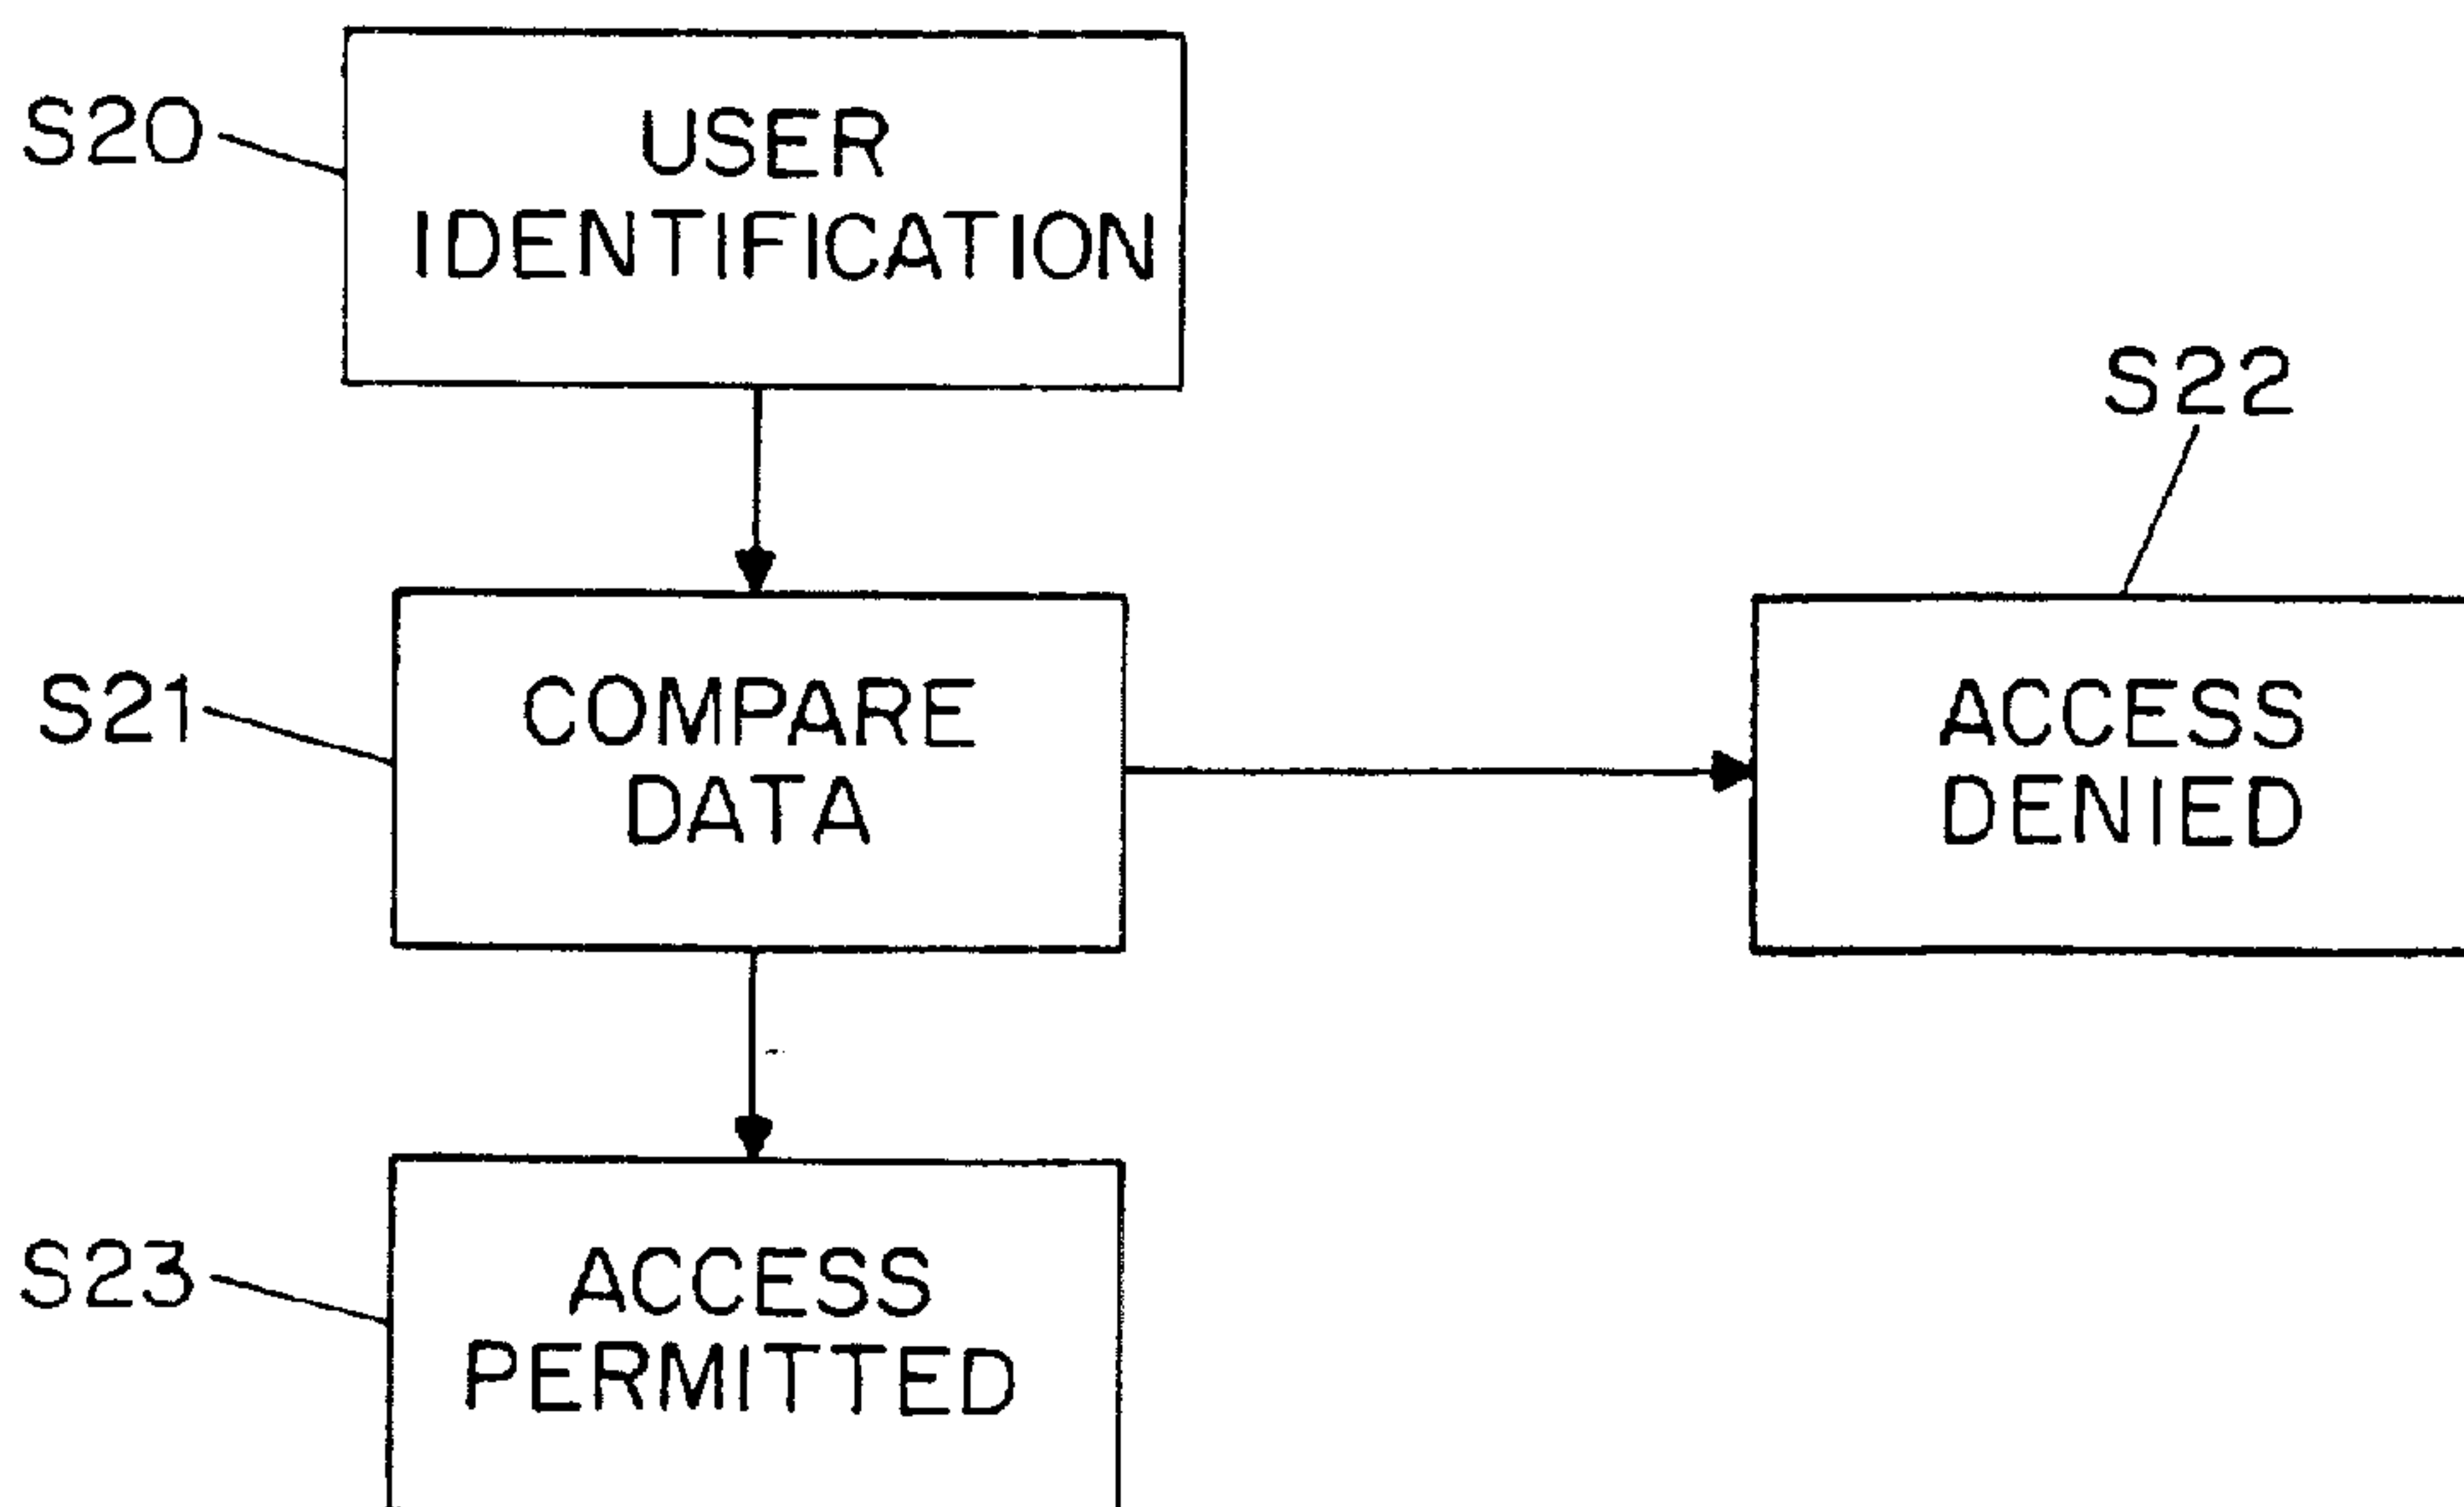 S20
USER
IDENTIFICATION
S22
S21
COMPARE
DATA
ACCESS
DENIED
S23
ACCESS
PERMITTED